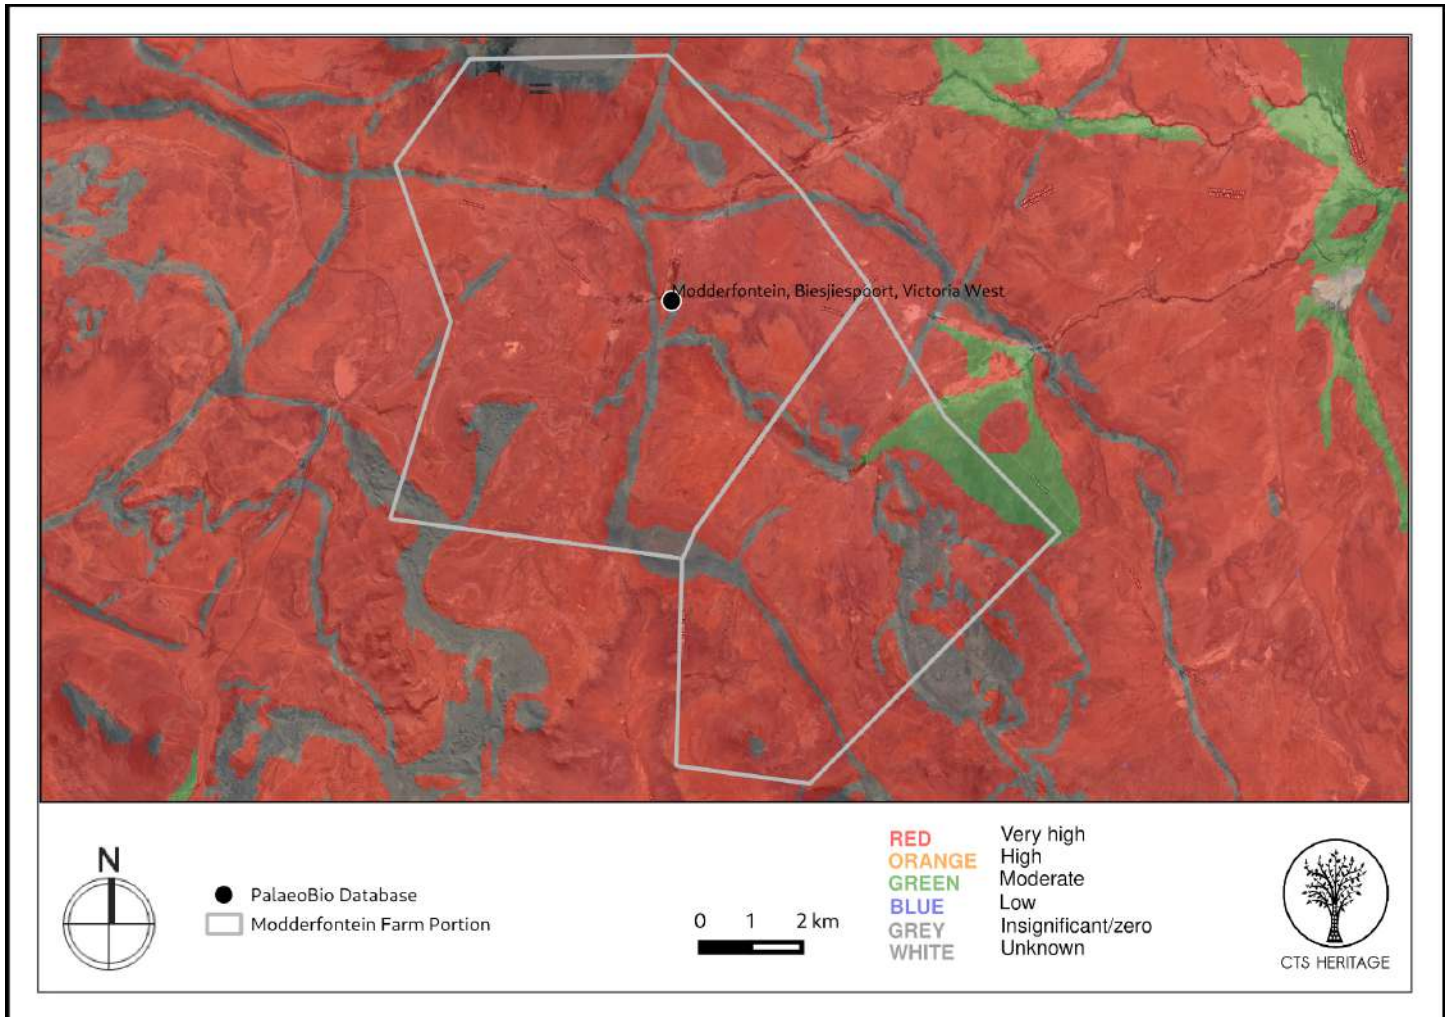 Modderfontein, Biesjiespoort, Victoria West
N
PalaeoBio Database
Modderfontein Farm Portion
0 1 2 km
RED Very high
ORANGE High
GREEN Moderate
BLUE Low
GREY Insignificant/zero
WHITE Unknown
CTS HERITAGE